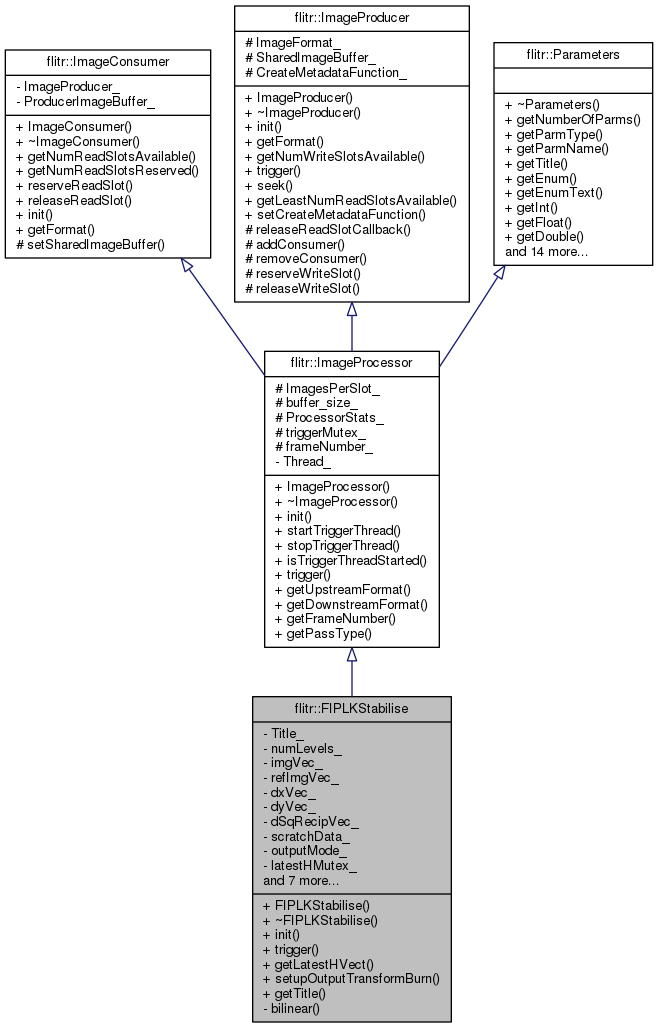 flitr::ImageConsumer
- ImageProducer_
- ProducerImageBuffer_
+ ImageConsumer()
+ ~ImageConsumer()
+ getNumReadSlotsAvailable()
+ getNumReadSlotsReserved()
+ reserveReadSlot()
+ releaseReadSlot()
+ init()
+ getFormat()
# setSharedImageBuffer()
flitr::ImageProducer
# ImageFormat_
# SharedImageBuffer_
# CreateMetadataFunction_
+ ImageProducer()
+ ~ImageProducer()
+ init()
+ getFormat()
+ getNumWriteSlotsAvailable()
+ trigger()
+ seek()
+ getLeastNumReadSlotsAvailable()
+ setCreateMetadataFunction()
# releaseReadSlotCallback()
# addConsumer()
# removeConsumer()
# reserveWriteSlot()
# releaseWriteSlot()
flitr::Parameters
+ ~Parameters()
+ getNumberOfParms()
+ getParmType()
+ getParmName()
+ getTitle()
+ getEnum()
+ getEnumText()
+ getInt()
+ getFloat()
+ getDouble()
and 14 more...
flitr::ImageProcessor
# ImagesPerSlot_
# buffer_size_
# ProcessorStats_
# triggerMutex_
# frameNumber_
- Thread_
+ ImageProcessor()
+ ~ImageProcessor()
+ init()
+ startTriggerThread()
+ stopTriggerThread()
+ isTriggerThreadStarted()
+ trigger()
+ getUpstreamFormat()
+ getDownstreamFormat()
+ getFrameNumber()
+ getPassType()
flitr::FIPLKStabilise
- Title_
- numLevels_
- imgVec_
- refImgVec_
- dxVec_
- dyVec_
- dSqRecipVec_
- scratchData_
- outputMode_
- latestHMutex_
and 7 more...
+ FIPLKStabilise()
+ ~FIPLKStabilise()
+ init()
+ trigger()
+ getLatestHVect()
+ setupOutputTransformBurn()
+ getTitle()
- bilinear()